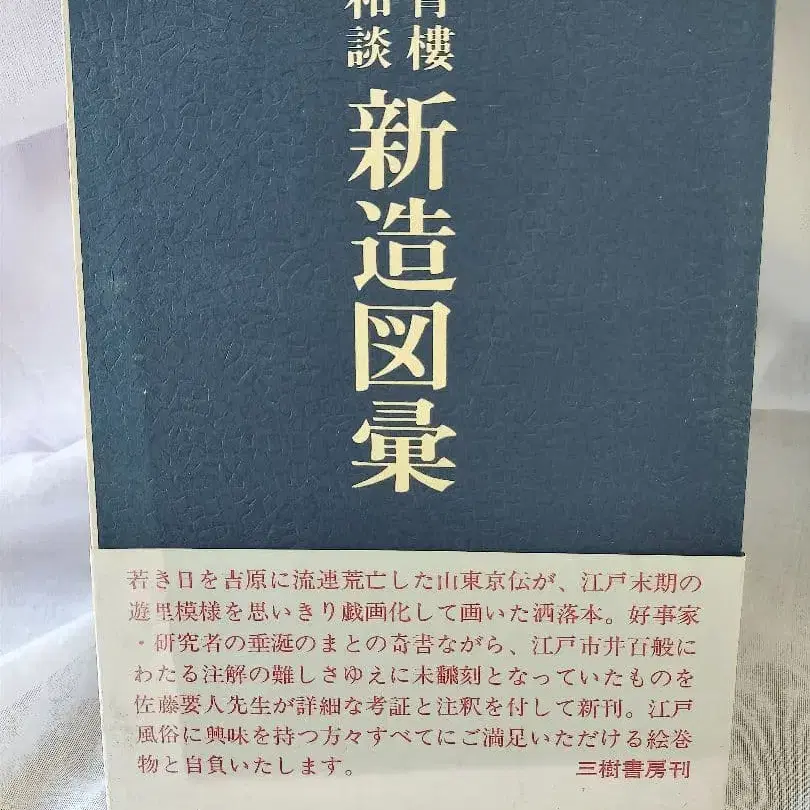 青樓
和談
新造図彙
若き日を吉原に流連荒亡した山東京伝が、江戸末期の
遊里模様を思いきり戯画化して画いた洒落本。好事家
・研究者の垂涎のまとの奇書ながら、江戸市井百般に
わたる注解の難しさゆえに未飜刻となっていたものを
佐藤要人先生が詳細な考証と注釈を付して新刊。江戸
風俗に興味を持つ方々すべてにご満足いただける絵巻
物と自負いたします。 三樹書房刊